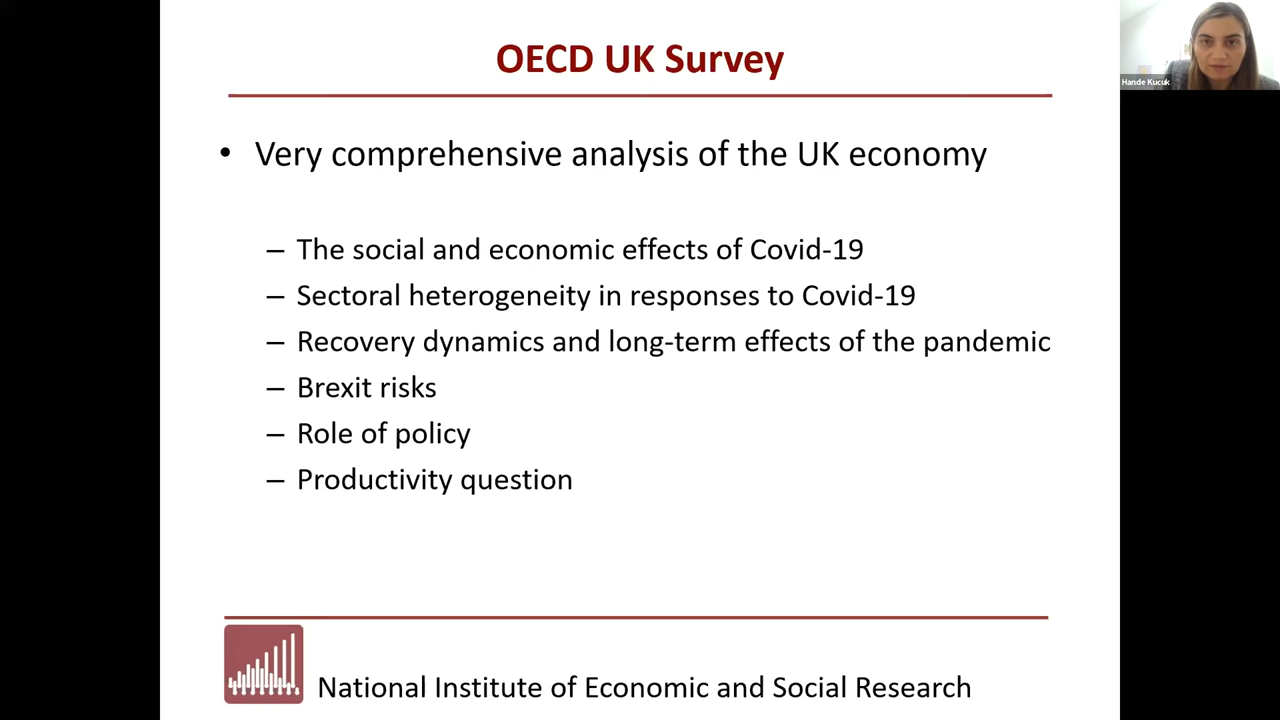 OECD UK Survey
Hande Kucuk
• Very comprehensive analysis of the UK economy
– The social and economic effects of Covid-19
– Sectoral heterogeneity in responses to Covid-19
– Recovery dynamics and long-term effects of the pandemic
– Brexit risks
– Role of policy
– Productivity question
National Institute of Economic and Social Research